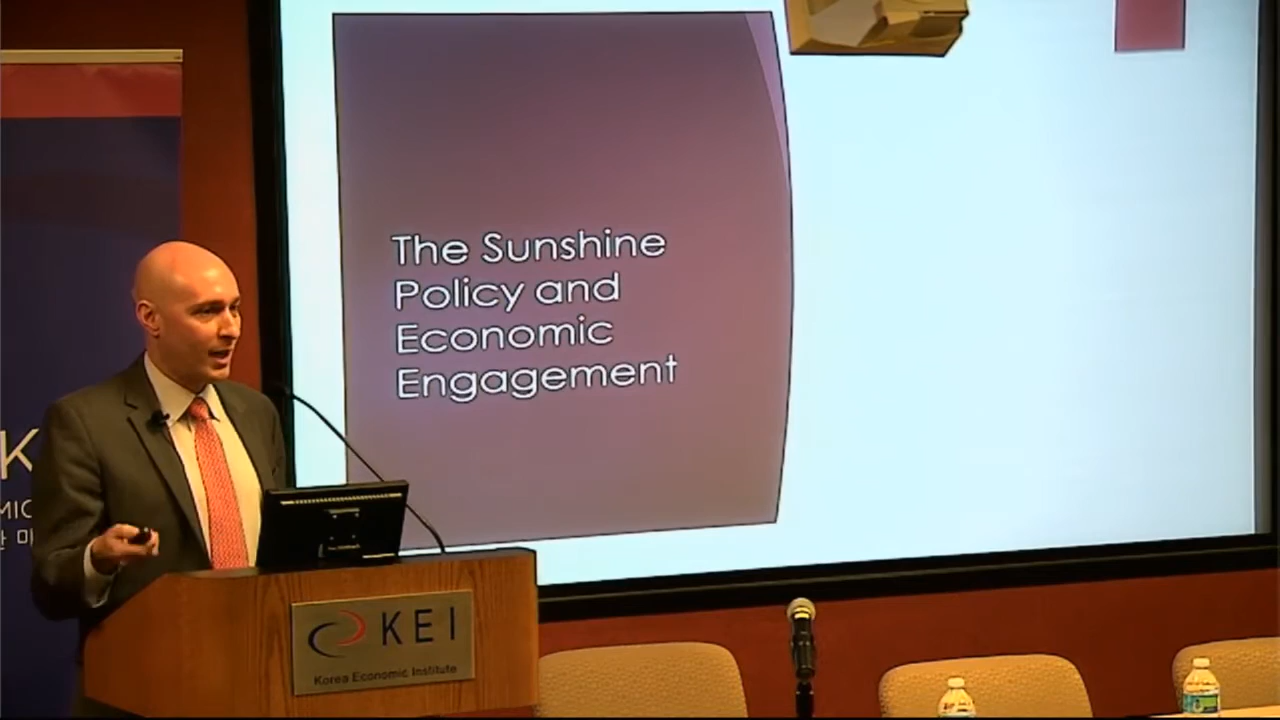 The Sunshine
Policy and
Economic
Engagement
K
MIC
KEI
Korea Economic Institute